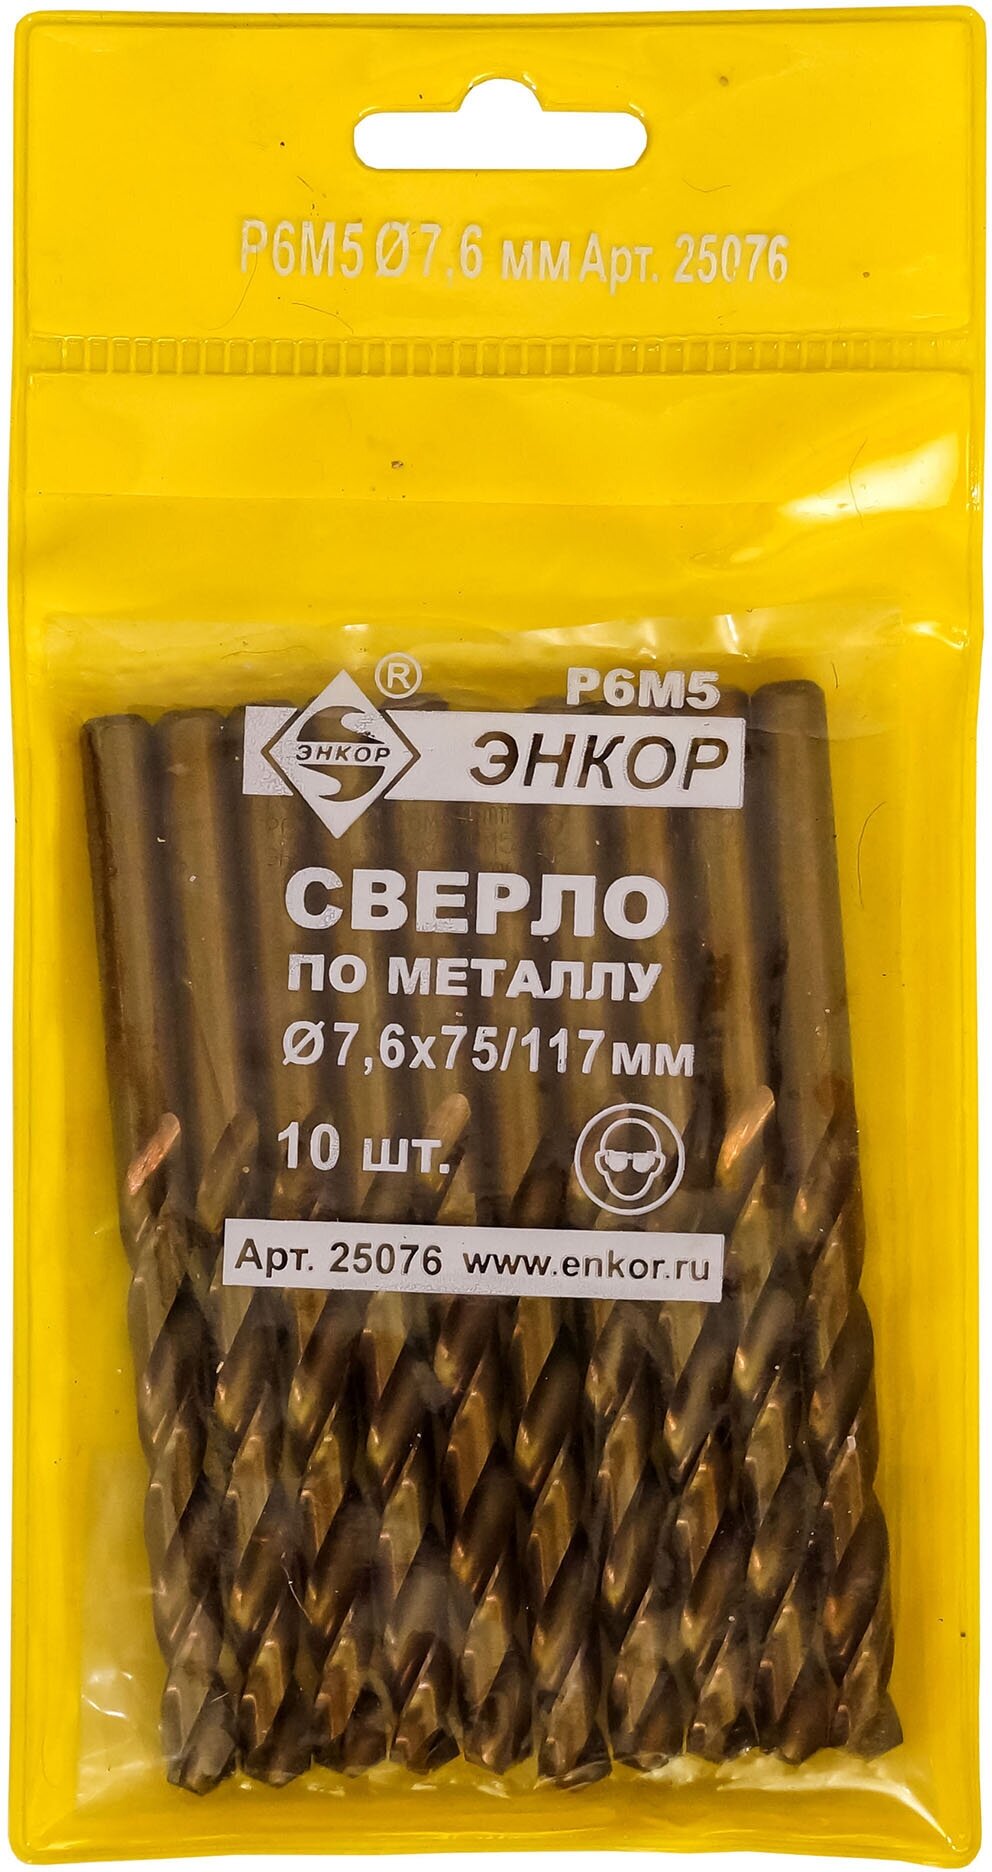 Р6М5 Ø7,6 мм Арт. 25076
®
Р6М5
ЭНКОР
ЭНКОР
СВЕРЛО
ПО МЕТАЛЛУ
Ø7,6x75/117мм
10 шт.
Арт. 25076 www.enkor.ru